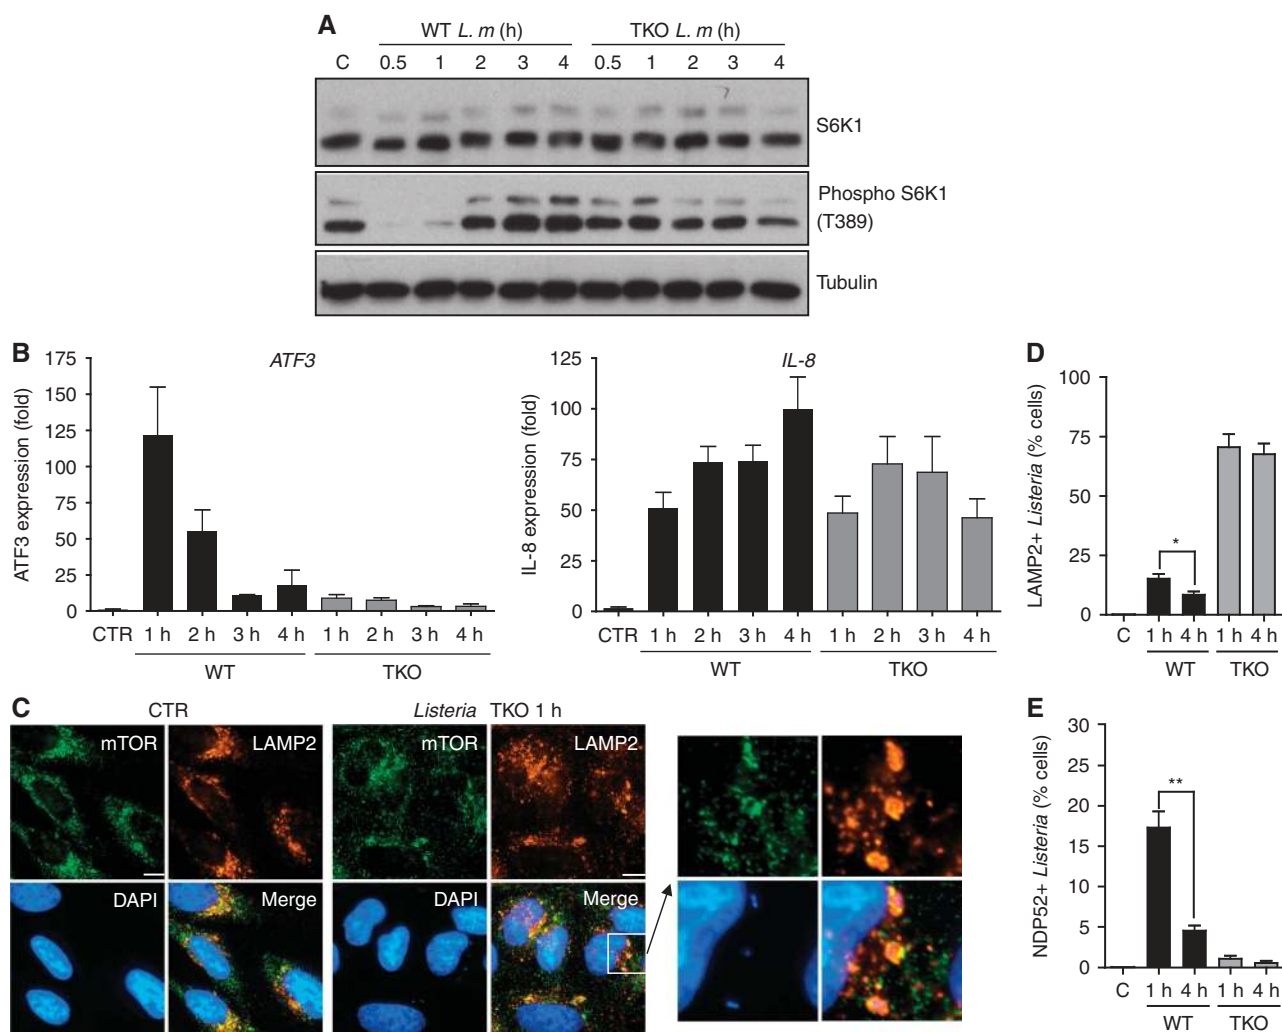 A
WT L. m (h)
TKO L. m (h)
C 0.5 1 2 3 4 0.5 1 2 3 4
S6K1
Phospho S6K1
(T389)
Tubulin
B
ATF3
ATF3 expression (fold)
175
150
125
100
75
50
25
0
CTR 1 h 2 h 3 h 4 h 1 h 2 h 3 h 4 h
WT TKO
IL-8
IL-8 expression (fold)
125
100
75
50
25
0
CTR 1 h 2 h 3 h 4 h 1 h 2 h 3 h 4 h
WT TKO
D
LAMP2+ Listeria (% cells)
100
75
50
25
0
*
C 1 h 4 h 1 h 4 h
WT TKO
C
CTR
Listeria TKO 1 h
mTOR LAMP2 mTOR LAMP2
DAPI Merge DAPI Merge
E
NDP52+ Listeria (% cells)
30
25
20
15
10
5
0
**
C 1 h 4 h 1 h 4 h
WT TKO